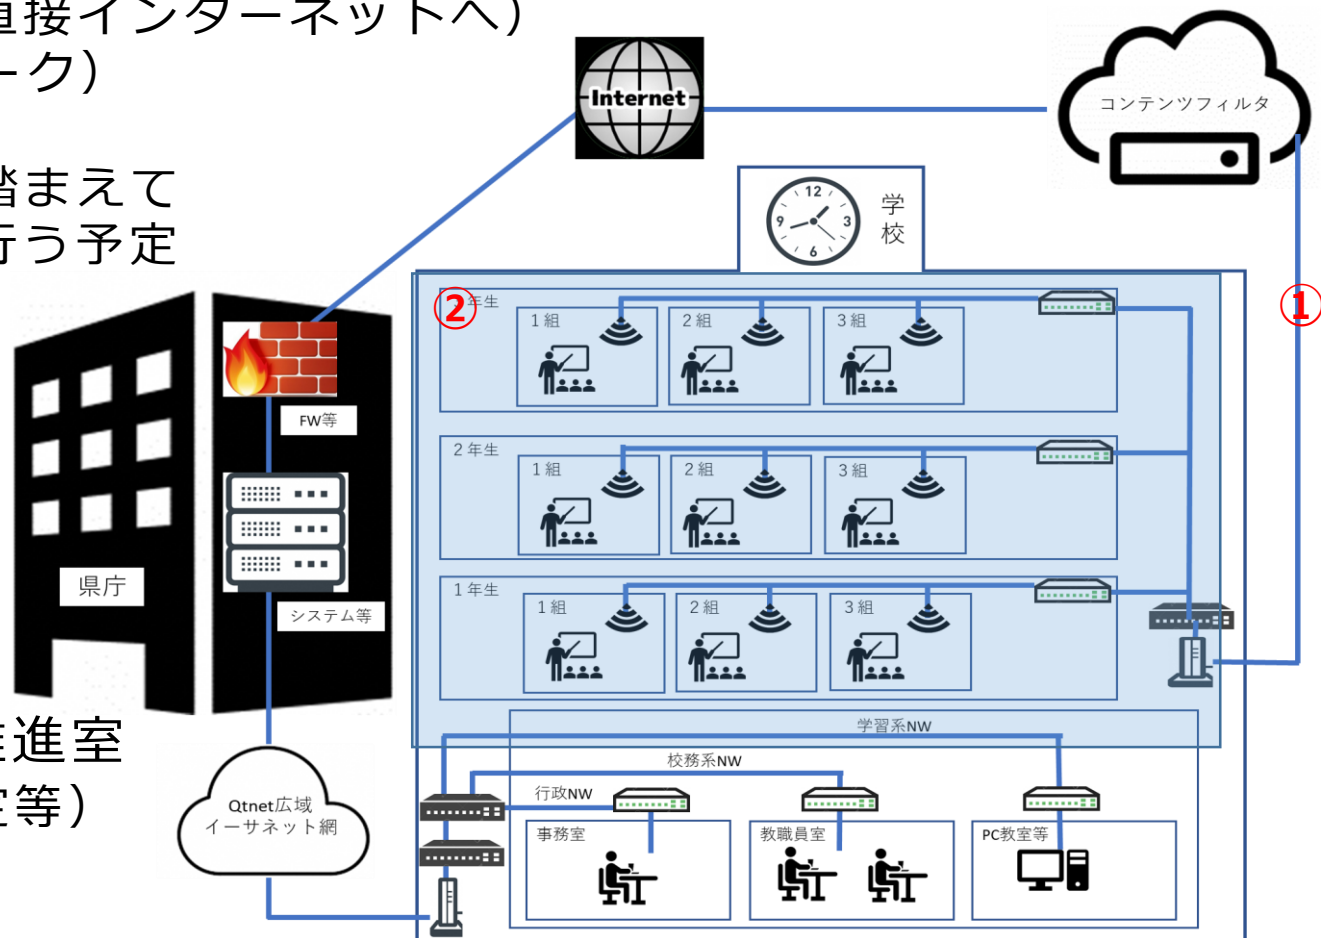 直接インターネットへ）
ーク）
踏まえて
行う予定
Internet
コンテンツフィルタ
12
9
3
6
学
校
①
②
年生
1組
2組
3組
2年生
1組
2組
3組
1年生
1組
2組
3組
FW等
県庁
システム等
進室
等）
Qtnet広域
イーサネット網
学習系NW
校務系NW
行政NW
事務室
教職員室
PC教室等